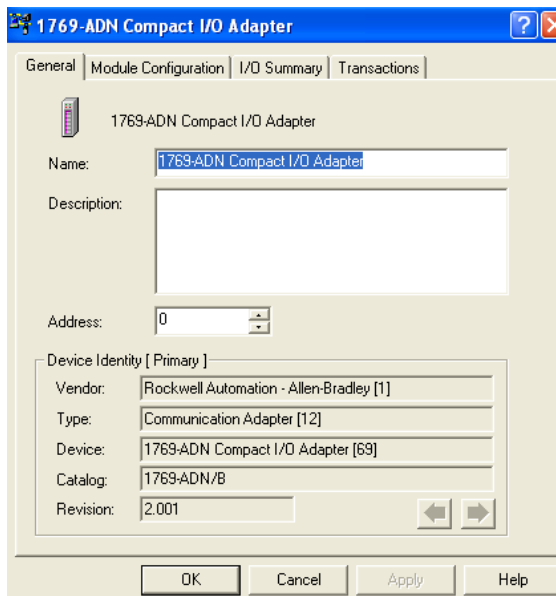 1769-ADN Compact I/O Adapter
General Module Configuration I/O Summary Transactions
1769-ADN Compact I/O Adapter
Name: 1769-ADN Compact I/O Adapter
Description:
Address: 0
Device Identity [ Primary ]
Vendor: Rockwell Automation - Allen-Bradley [1]
Type: Communication Adapter [12]
Device: 1769-ADN Compact I/O Adapter [69]
Catalog: 1769-ADN/B
Revision: 2.001
OK Cancel Apply Help